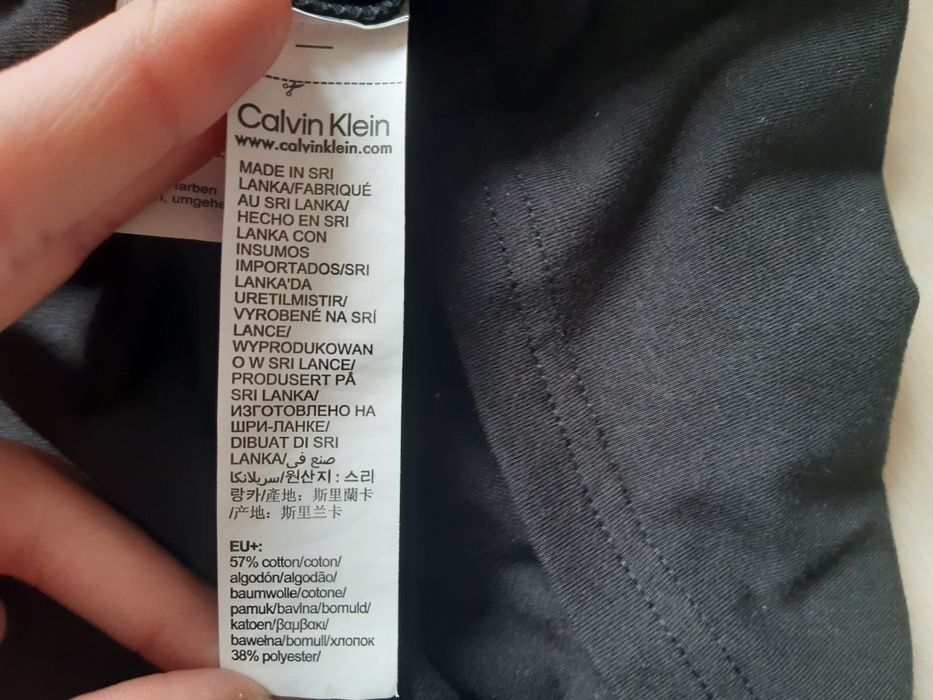 Calvin Klein
www.calvinklein.com
MADE IN SRI
LANKA/FABRIQUÉ
AU SRI LANKA/
HECHO EN SRI
LANKA CON
INSUMOS
IMPORTADOS/SRI
LANKA'DA
URETILMISTIR/
VYROBENÉ NA SRÍ
LANCE/
WYPRODUKOWAN
O W SRI LANCE/
PRODUSERT PÅ
SRI LANKA/
ИЗГОТОВЛЕНО НА
ШРИ-ЛАНКЕ/
DIBUAT DI SRI
LANKA/صنع في
سريلانكا/원산지 : 스리
랑카/產地：斯里蘭卡
/产地：斯里兰卡
EU+:
57% cotton/coton/
algodón/algodão/
baumwolle/cotone/
pamuk/bavlna/bomuld/
katoen/βαμβακι/
bawełna/bomull/хлопок
38% polyester/